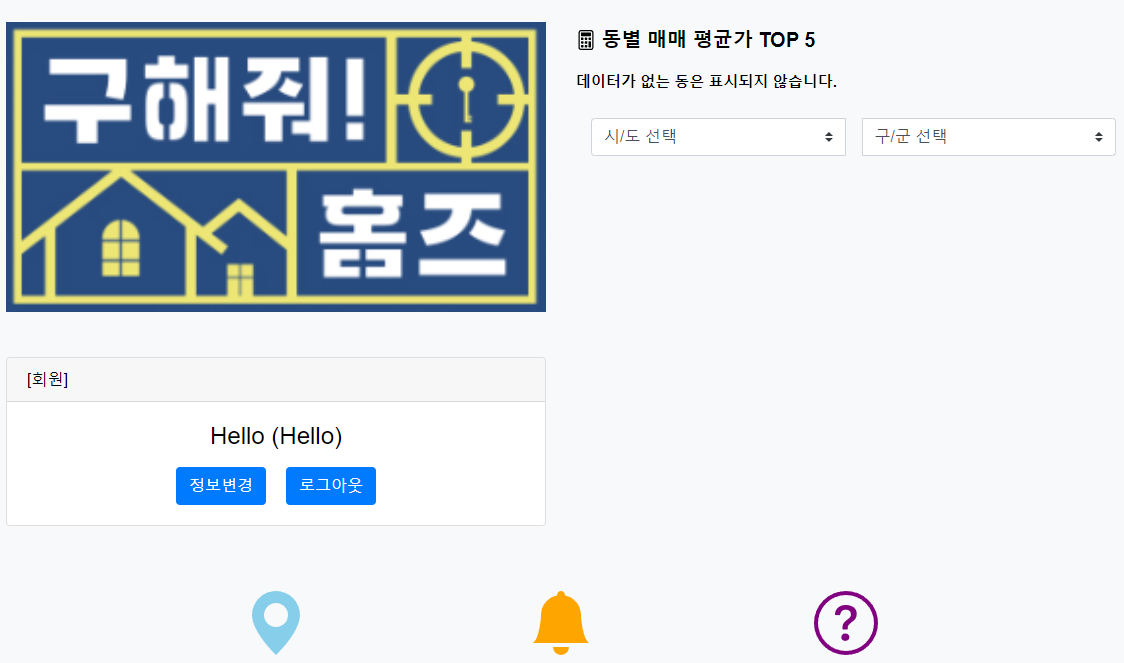 구해줘!
홈즈
동별 매매 평균가 TOP 5
데이터가 없는 동은 표시되지 않습니다.
시/도 선택
구/군 선택
[회원]
Hello (Hello)
정보변경
로그아웃
?